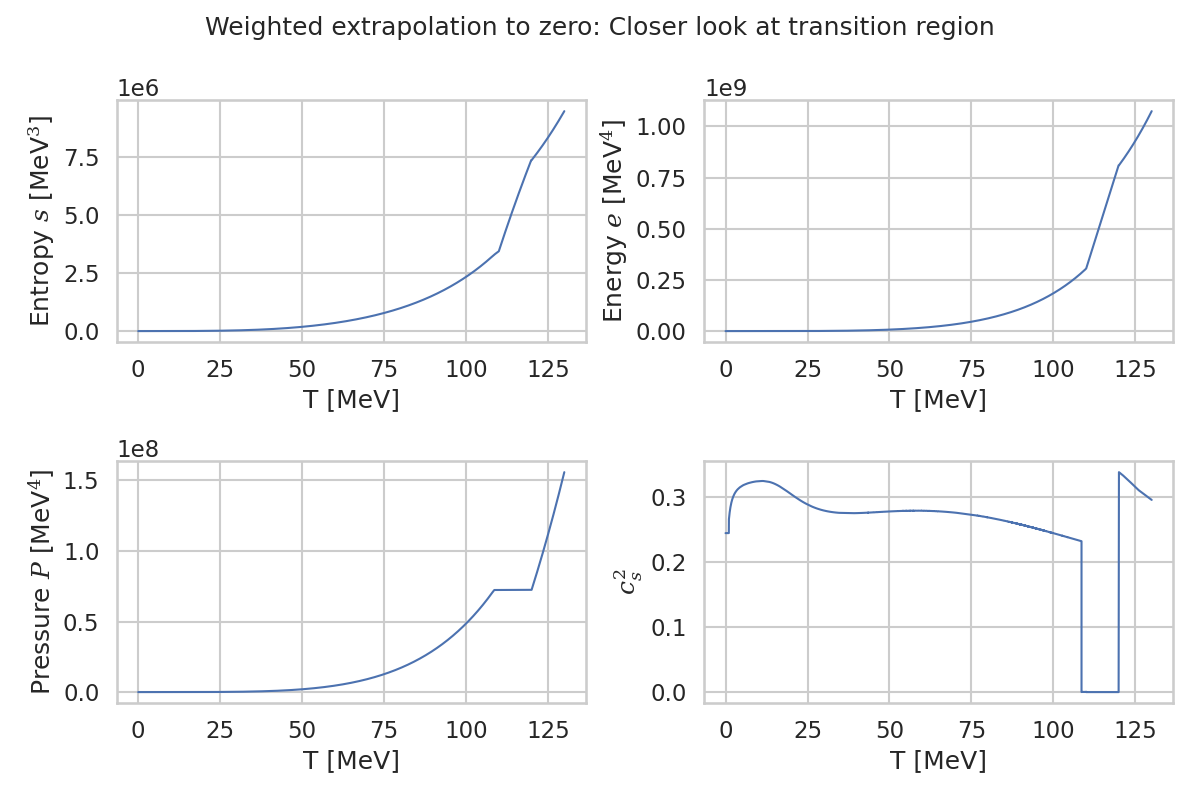 Weighted extrapolation to zero: Closer look at transition region
1e6
Entropy s [MeV³]
7.5
5.0
2.5
0.0
0 25 50 75 100 125
T [MeV]
1e9
Energy e [MeV⁴]
1.00
0.75
0.50
0.25
0.00
0 25 50 75 100 125
T [MeV]
1e8
Pressure P [MeV⁴]
1.5
1.0
0.5
0.0
0 25 50 75 100 125
T [MeV]
c_s^2
0.3
0.2
0.1
0.0
0 25 50 75 100 125
T [MeV]